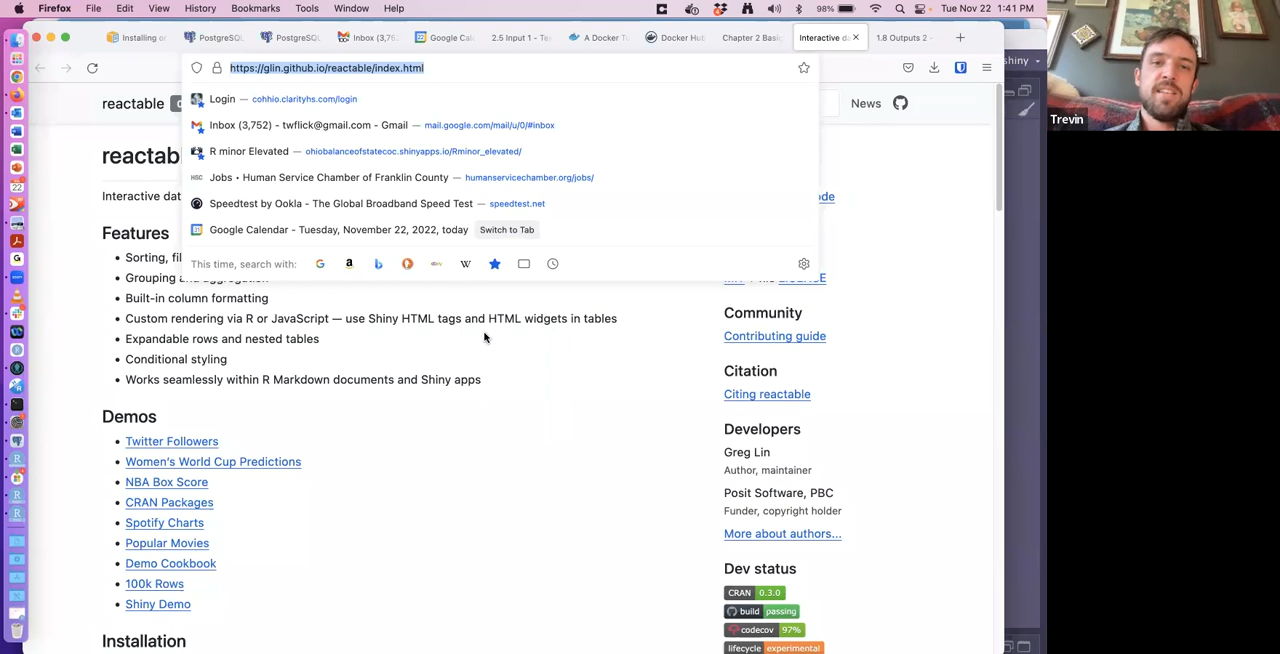 Firefox File Edit View History Bookmarks Tools Window Help
98% Tue Nov 22 1:41 PM
Installing or PostgreSQL PostgreSQL Inbox (3,75 Google Cal 2.5 Input 1 - Te A Docker Tu Docker Hub Chapter 2 Basic Interactive da 1.8 Outputs 2 -
https://glin.github.io/reactable/index.html
shiny
Login — cohhio.clarityhs.com/login
reactable 0
News
Inbox (3,752) - twflick@gmail.com - Gmail — mail.google.com/mail/u/0/#inbox
Trevin
R minor Elevated — ohiobalanceofstatecoc.shinyapps.io/Rminor_elevated/
reactab
HSC Jobs • Human Service Chamber of Franklin County — humanservicechamber.org/jobs/
Interactive dat
ode
Speedtest by Ookla - The Global Broadband Speed Test — speedtest.net
Google Calendar - Tuesday, November 22, 2022, today Switch to Tab
This time, search with:
Features
Sorting, fil
Grouping and aggregation
Built-in column formatting
Custom rendering via R or JavaScript — use Shiny HTML tags and HTML widgets in tables
Expandable rows and nested tables
Conditional styling
Works seamlessly within R Markdown documents and Shiny apps
Demos
Twitter Followers
Women's World Cup Predictions
NBA Box Score
CRAN Packages
Spotify Charts
Popular Movies
Demo Cookbook
100k Rows
Shiny Demo
Installation
LICENSE
Community
Contributing guide
Citation
Citing reactable
Developers
Greg Lin
Author, maintainer
Posit Software, PBC
Funder, copyright holder
More about authors...
Dev status
CRAN 0.3.0
build passing
codecov 97%
lifecycle experimental